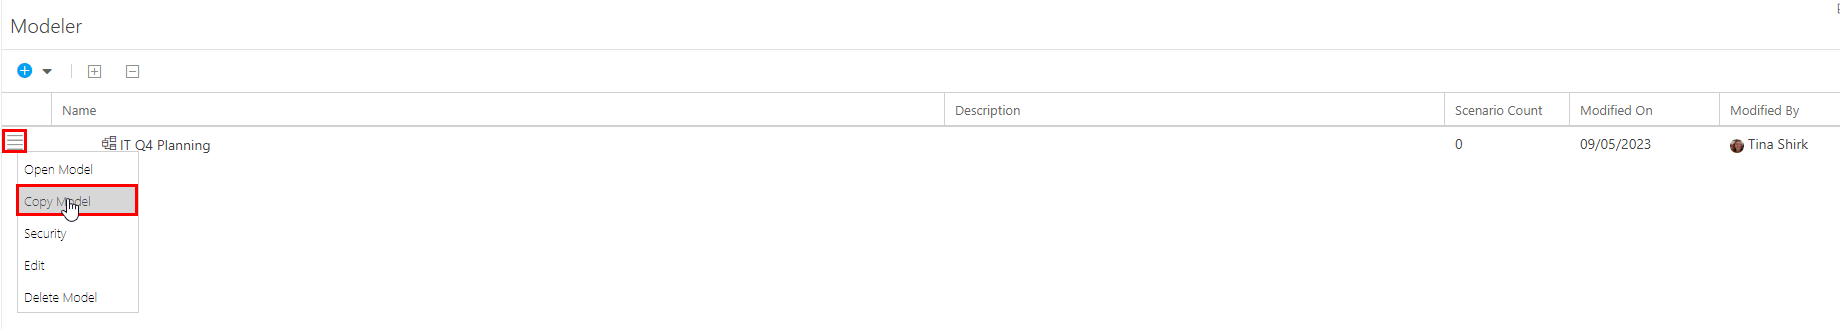 Modeler
Name Description Scenario Count Modified On Modified By
IT Q4 Planning 0 09/05/2023 Tina Shirk
Open Model
Copy Model
Security
Edit
Delete Model